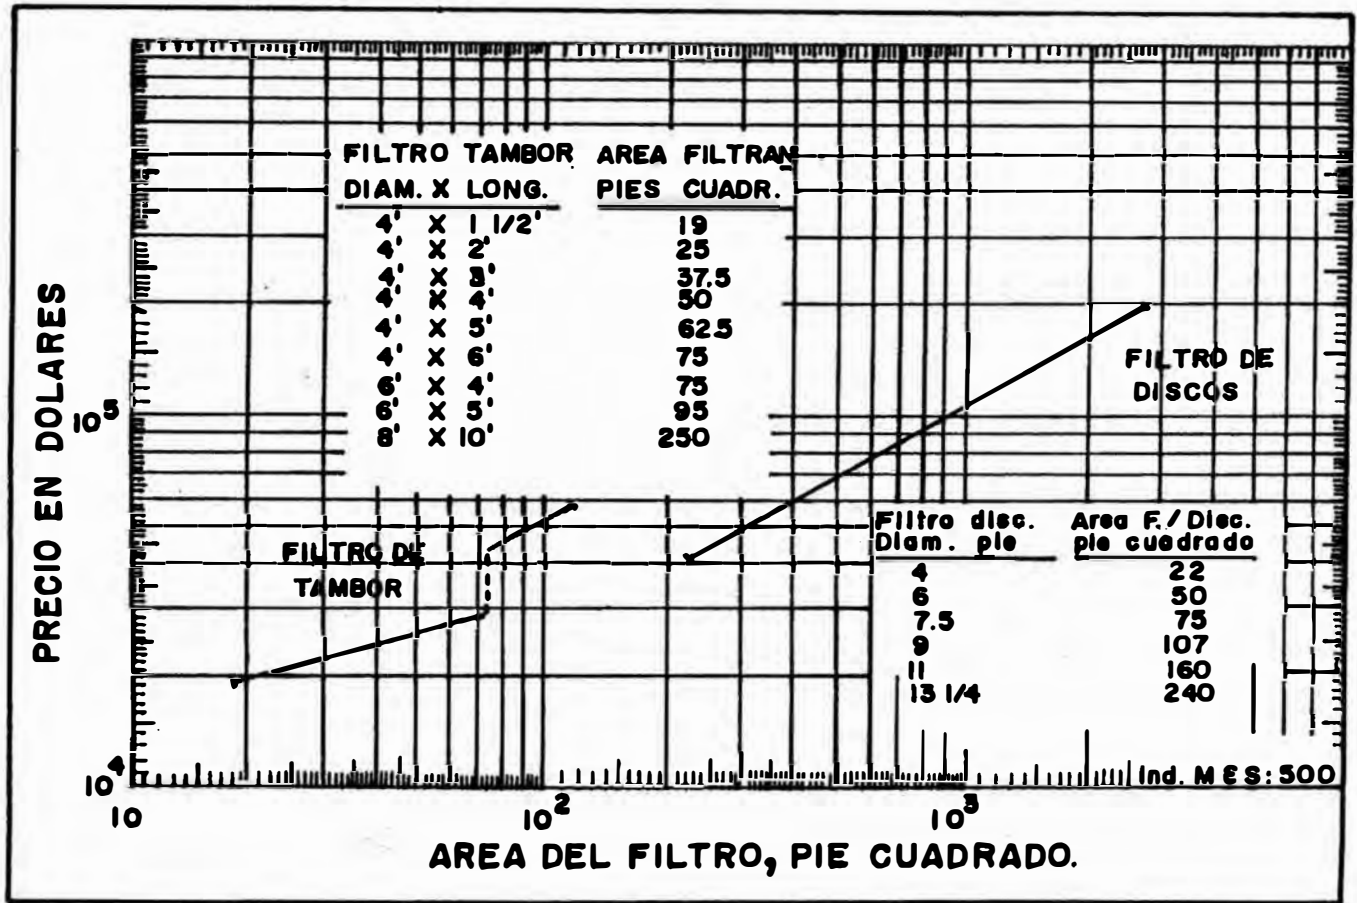 FILTRO TAMBOR AREA FILTRAN
DIAM. X LONG. PIES CUADR.
4' X 1 1/2' 19
4' X 2' 25
4' X 3' 37.5
4' X 4' 50
4' X 5' 62.5
4' X 6' 75
6' X 4' 75
6' X 5' 95
8' X 10' 250
PRECIO EN DOLARES
10⁵
10⁴
FILTRO DE
DISCOS
FILTRO DE
TAMBOR
Filtro disc. Area F./Disc.
Diam. pie pie cuadrado
4 22
6 50
7.5 75
9 107
11 160
13 1/4 240
Ind. M & S: 500
10 10² 10³
AREA DEL FILTRO, PIE CUADRADO.